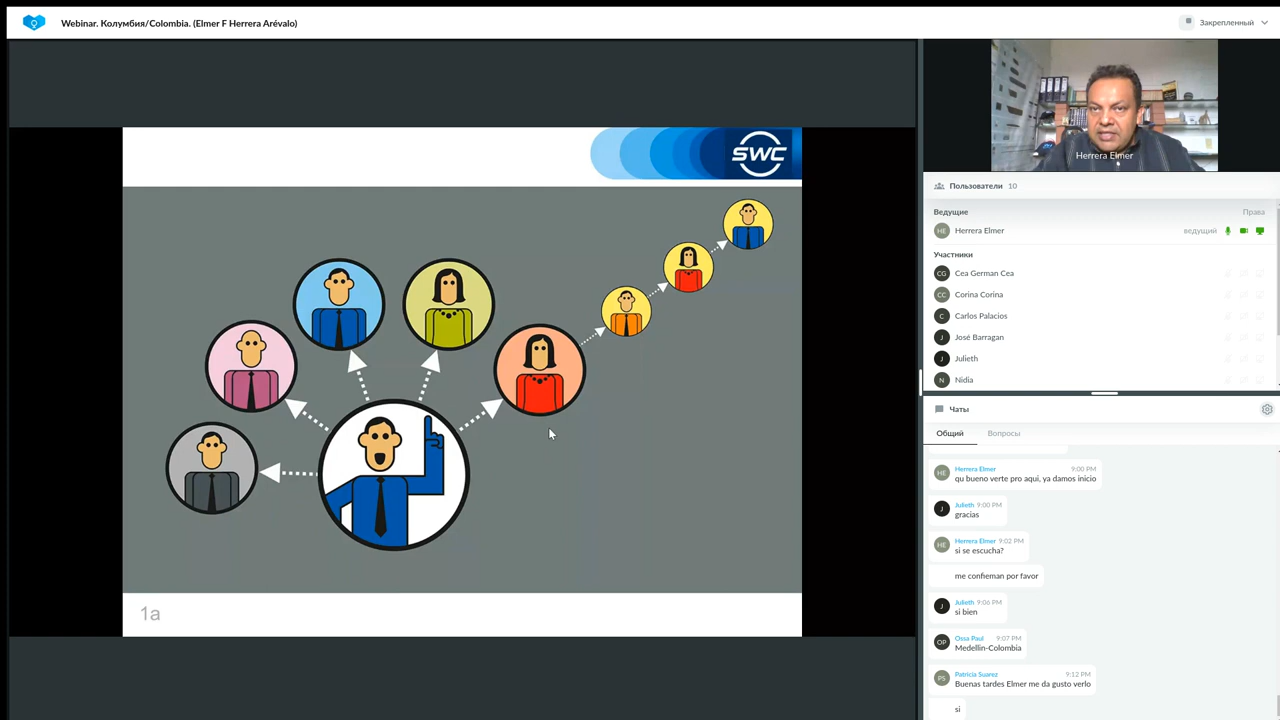 Webinar. Колумбия/Colombia. (Elmer F Herrera Arévalo)
Закрепленный
SWC
1a
Herrera Elmer
Пользователи 10
Ведущие Права
HE Herrera Elmer ведущий
Участники
CG Cea German Cea
CC Corina Corina
C Carlos Palacios
J José Barragan
J Julieth
N Nidia
Чаты
Общий Вопросы
HE Herrera Elmer 9:00 PM
qu bueno verte pro aqui, ya damos inicio
J Julieth 9:00 PM
gracias
HE Herrera Elmer 9:02 PM
si se escucha?
me confieman por favor
J Julieth 9:06 PM
si bien
OP Ossa Paul 9:07 PM
Medellin-Colombia
PS Patricia Suarez 9:12 PM
Buenas tardes Elmer me da gusto verlo
si